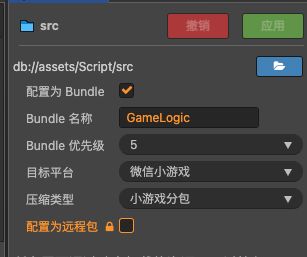 src
撤销
应用
db://assets/Script/src
配置为 Bundle
Bundle 名称
GameLogic
Bundle 优先级
5
目标平台
微信小游戏
压缩类型
小游戏分包
配置为远程包